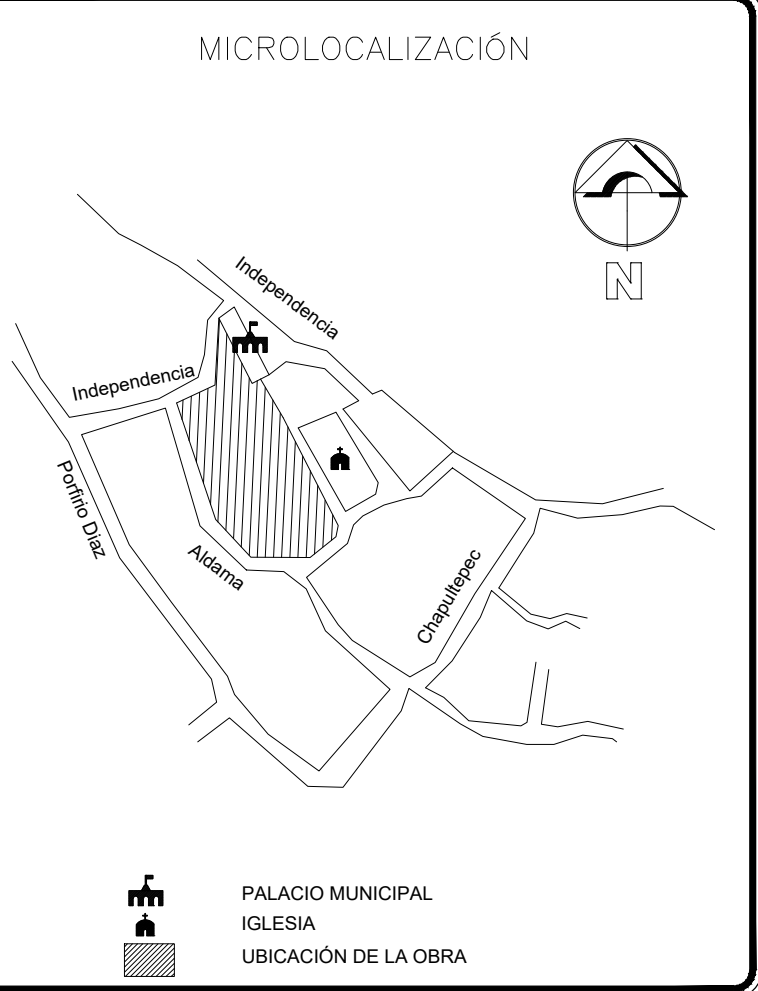 MICROLOCALIZACIÓN
N
Independencia
Independencia
Porfirio Diaz
Aldama
Chapultepec
PALACIO MUNICIPAL
IGLESIA
UBICACIÓN DE LA OBRA